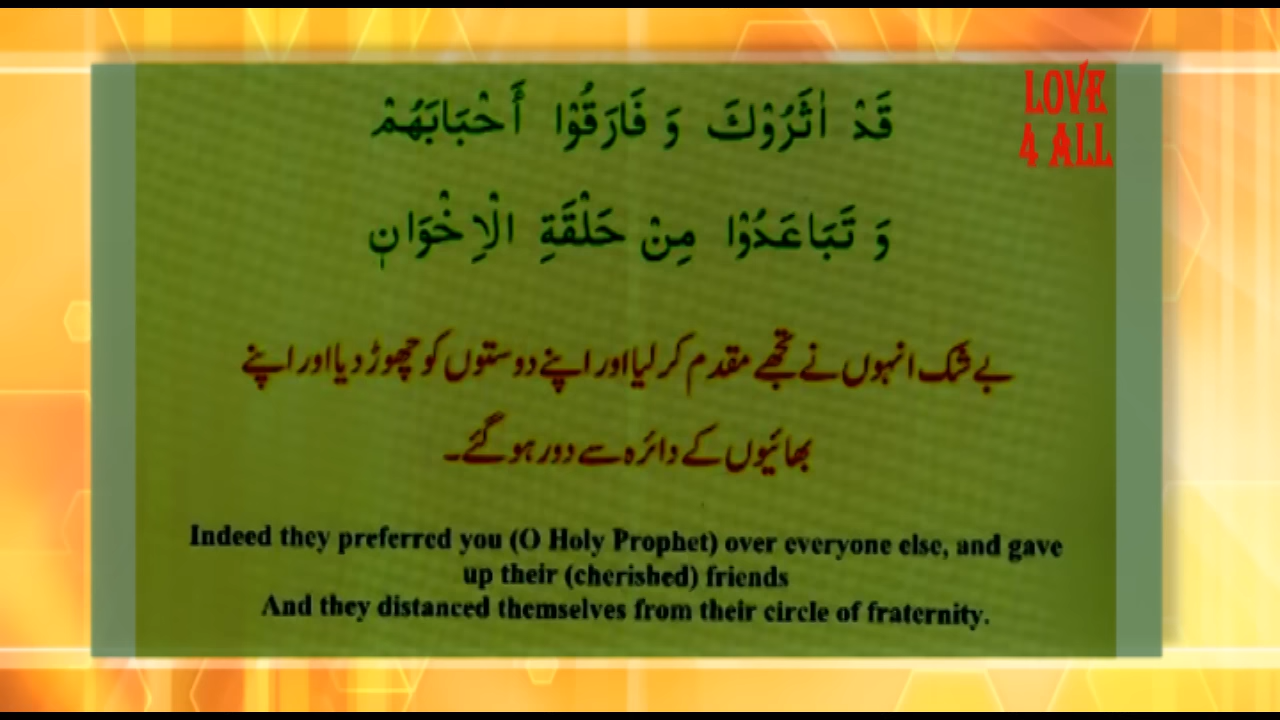 LOVE
4 ALL
قَدْ اٰثَرُوْكَ وَ فَارَقُوْا أَحْبَابَهُمْ
وَ تَبَاعَدُوْا مِنْ حَلْقَةِ الْاِخْوَانٖ
بے شک انہوں نے تجھے مقدم کر لیا اور اپنے دوستوں کو چھوڑ دیا اور اپنے
بھائیوں کے دائرہ سے دور ہو گئے۔
Indeed they preferred you (O Holy Prophet) over everyone else, and gave
up their (cherished) friends
And they distanced themselves from their circle of fraternity.